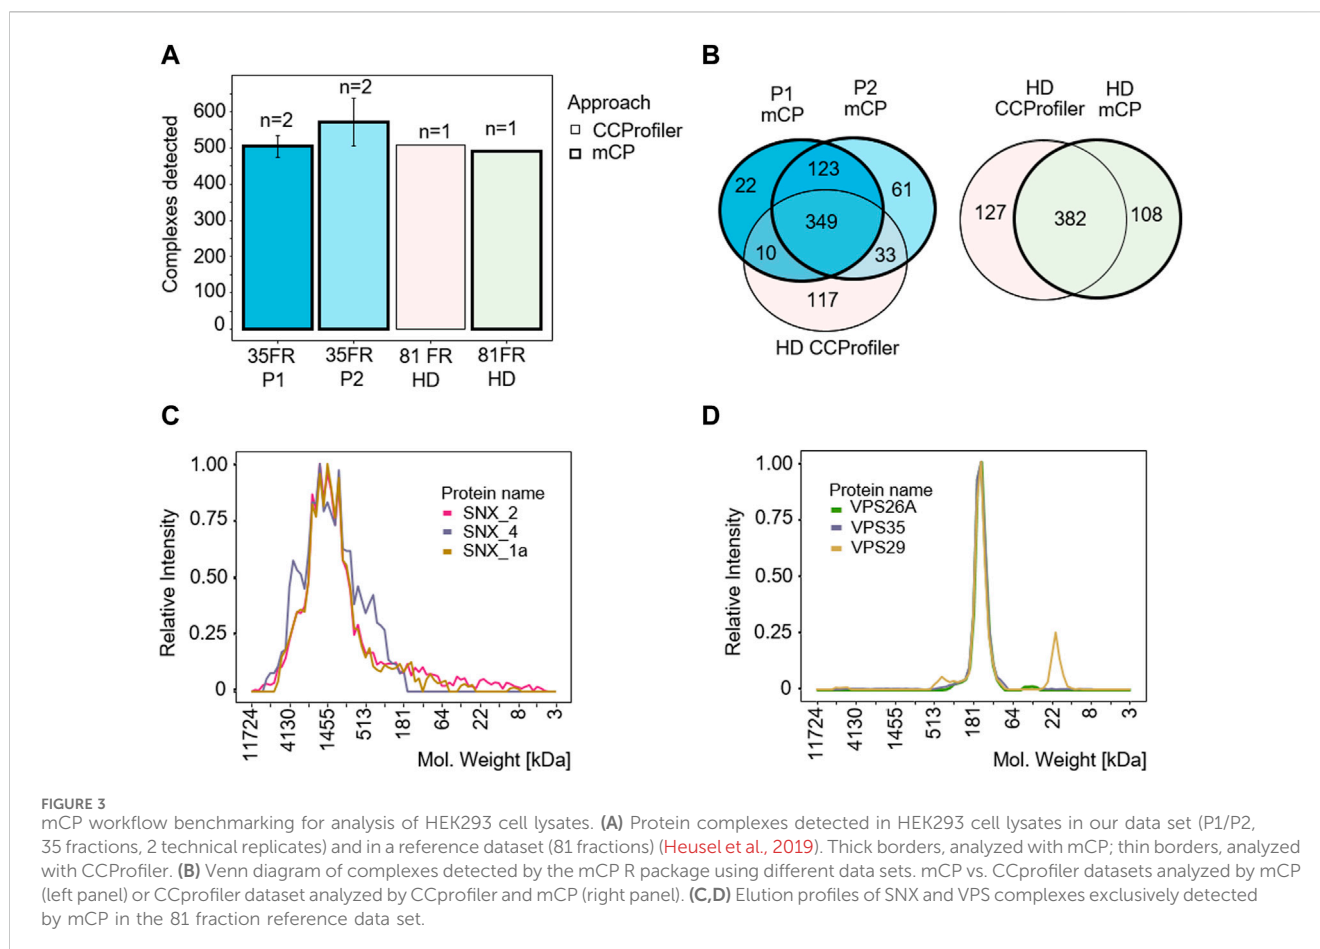 A
Complexes detected
600
500
400
300
200
100
0
n=2
n=2
n=1
n=1
35FR
P1
35FR
P2
81 FR
HD
81FR
HD
Approach
CCProfiler
mCP
B
P1
mCP
P2
mCP
22
123
61
349
10
33
117
HD CCProfiler
HD
CCProfiler
HD
mCP
127
382
108
C
Relative Intensity
1.00
0.75
0.50
0.25
0
Protein name
SNX_2
SNX_4
SNX_1a
11724
4130
1455
513
181
64
22
8
3
Mol. Weight [kDa]
D
Relative Intensity
1.00
0.75
0.50
0.25
0
Protein name
VPS26A
VPS35
VPS29
11724
4130
1455
513
181
64
22
8
3
Mol. Weight [kDa]
FIGURE 3
mCP workflow benchmarking for analysis of HEK293 cell lysates. (A) Protein complexes detected in HEK293 cell lysates in our data set (P1/P2,
35 fractions, 2 technical replicates) and in a reference dataset (81 fractions) (Heusel et al., 2019). Thick borders, analyzed with mCP; thin borders, analyzed
with CCProfiler. (B) Venn diagram of complexes detected by the mCP R package using different data sets. mCP vs. CCprofiler datasets analyzed by mCP
(left panel) or CCprofiler dataset analyzed by CCprofiler and mCP (right panel). (C,D) Elution profiles of SNX and VPS complexes exclusively detected
by mCP in the 81 fraction reference data set.